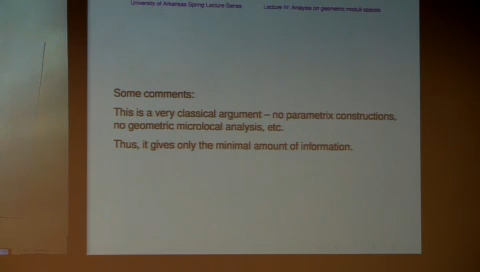 University of Arkansas Spring Lecture Series
Lecture IV: Analysis on geometric moduli spaces
Some comments:
This is a very classical argument – no parametrix constructions,
no geometric microlocal analysis, etc.
Thus, it gives only the minimal amount of information.